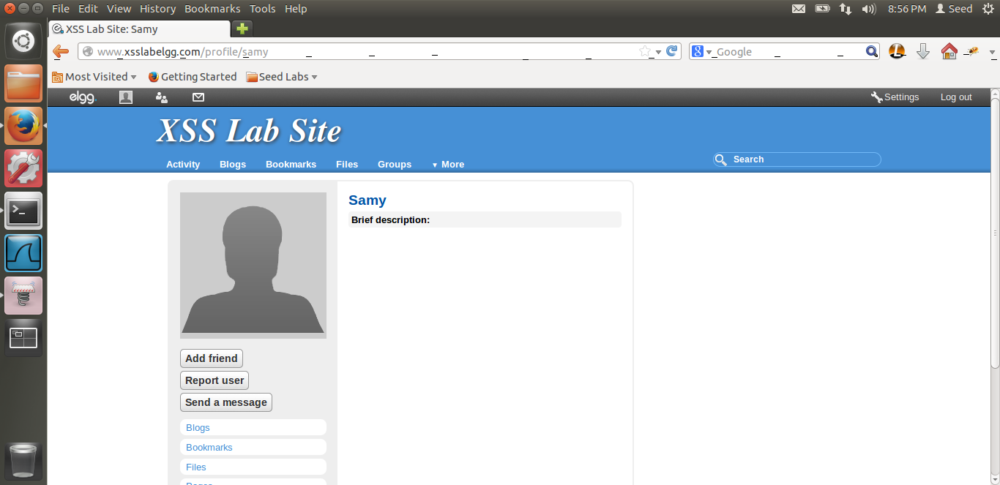 File Edit View History Bookmarks Tools Help 8:56 PM Seed
XSS Lab Site: Samy
www.xsslabelgg.com/profile/samy Google
Most Visited Getting Started Seed Labs
elgg. Settings Log out
XSS Lab Site
Activity Blogs Bookmarks Files Groups ▼ More Search
Samy
Brief description:
Add friend
Report user
Send a message
Blogs
Bookmarks
Files